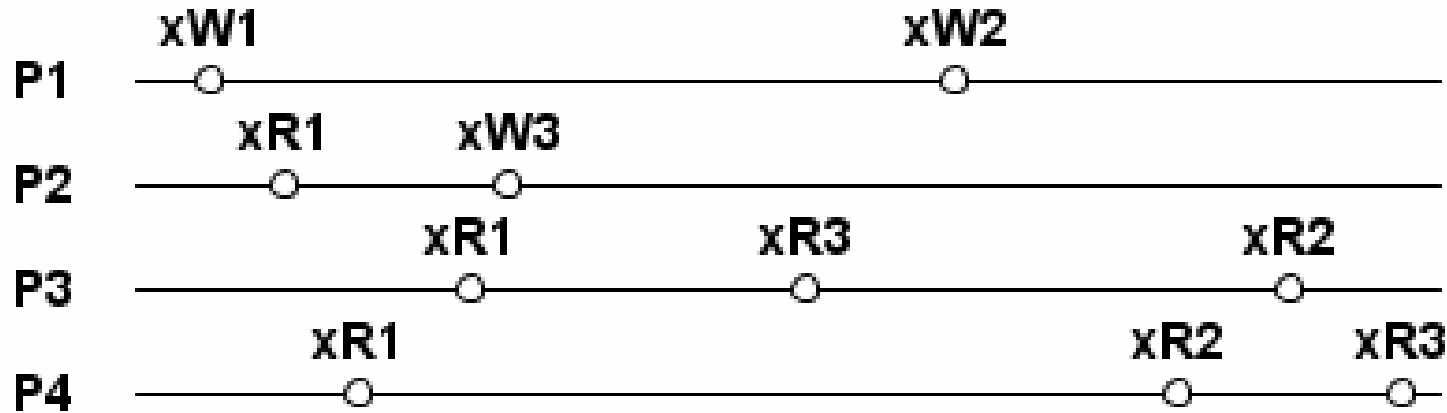 xW1 xW2
P1
xR1 xW3
P2
xR1 xR3 xR2
P3
xR1 xR2 xR3
P4